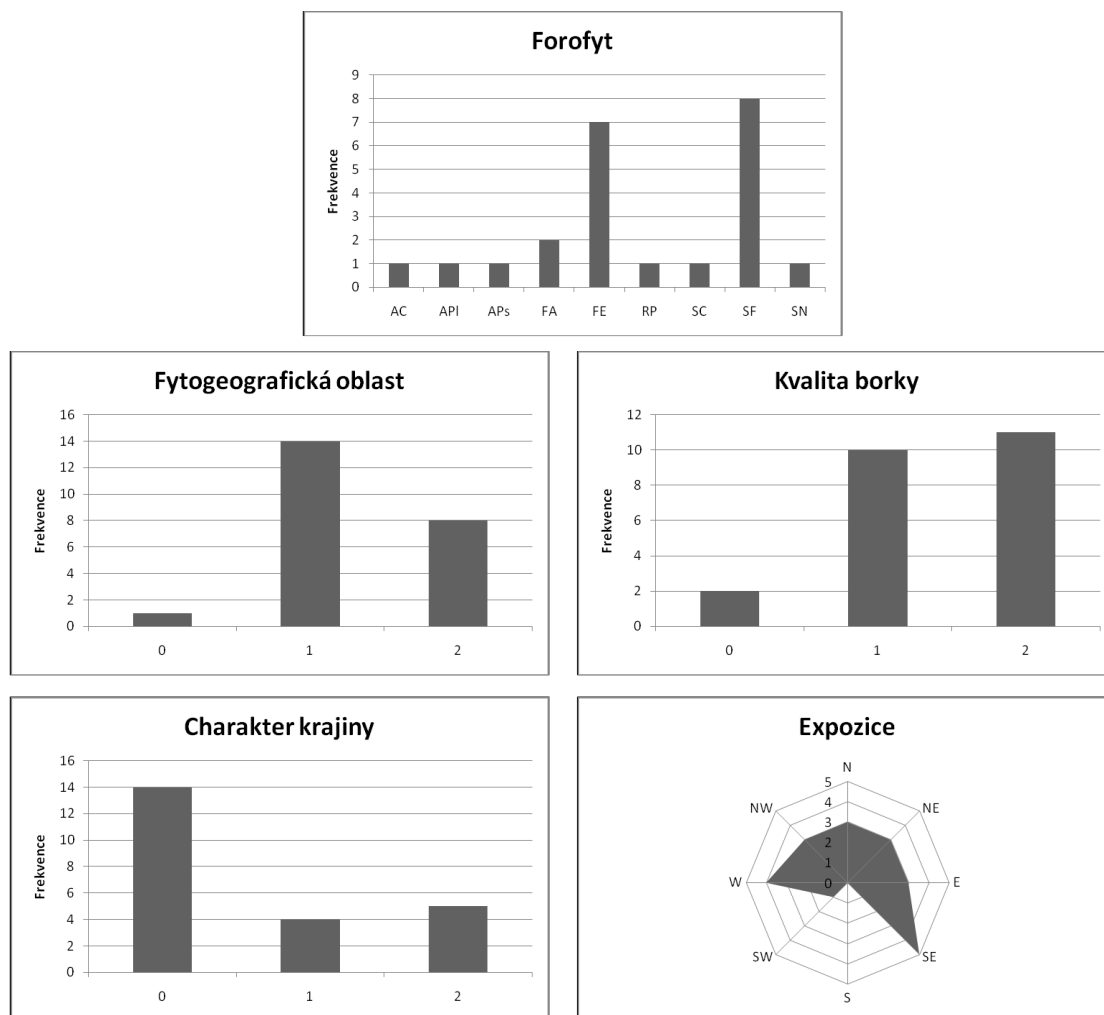 Forofyt
Frekvence
9
8
7
6
5
4
3
2
1
0
AC API APs FA FE RP SC SF SN
Fytogeografická oblast
Frekvence
16
14
12
10
8
6
4
2
0
0 1 2
Kvalita borky
Frekvence
12
10
8
6
4
2
0
0 1 2
Charakter krajiny
Frekvence
16
14
12
10
8
6
4
2
0
0 1 2
Expozice
N
NE
E
SE
S
SW
W
NW
5
4
3
2
1
0